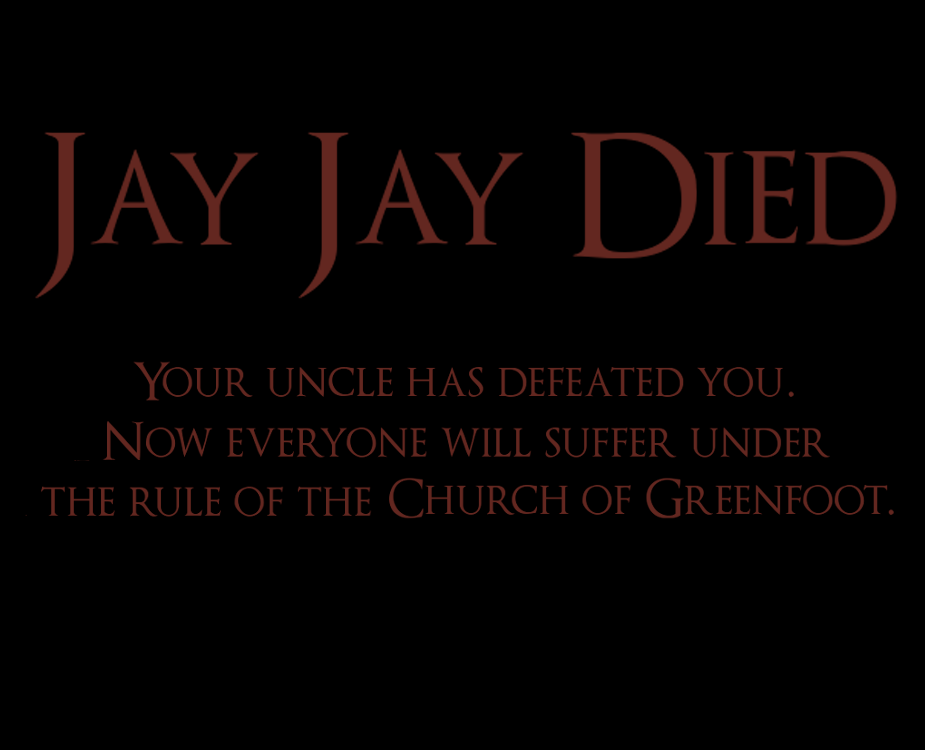 Jay Jay Died
Your uncle has defeated you.
Now everyone will suffer under
the rule of the Church of Greenfoot.